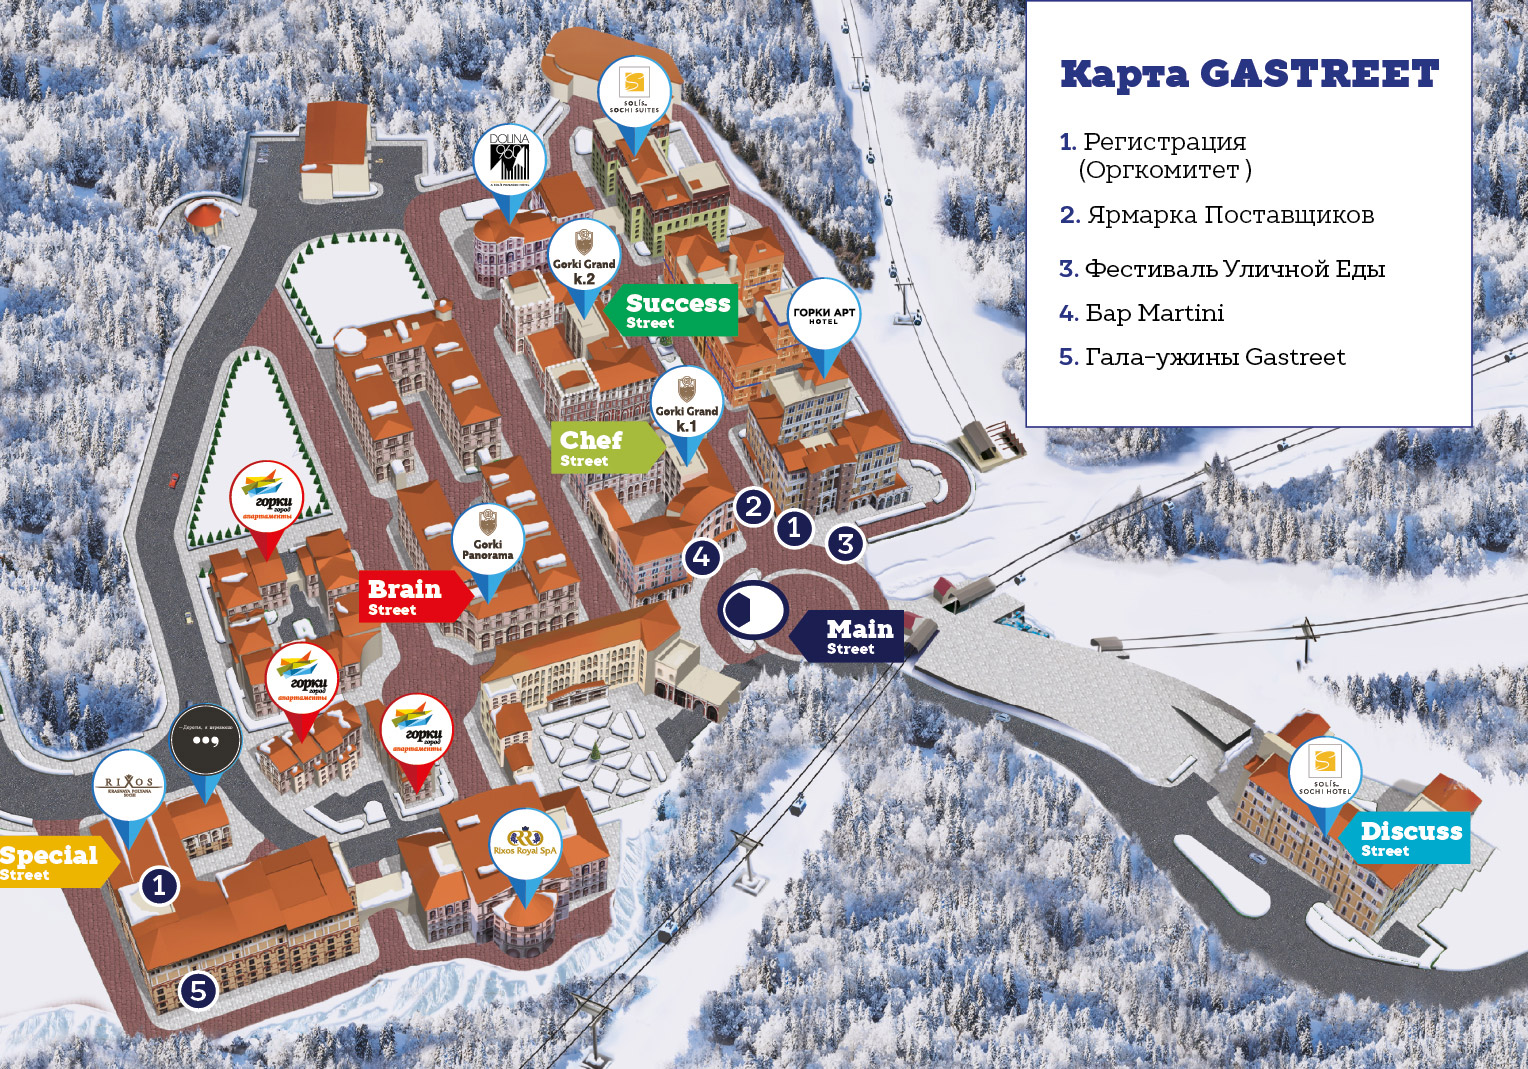 Карта GASTREET
1. Регистрация
(Оргкомитет )
2. Ярмарка Поставщиков
3. Фестиваль Уличной Еды
4. Бар Martini
5. Гала-ужины Gastreet
SOLIS
SOCHI SUITES
DOLINA
960
Gorki Grand
k.2
Success
Street
ГОРКИ АРТ
HOTEL
Gorki Grand
k.1
Chef
Street
горки
город
апартаменты
2
1
3
4
Gorki
Panorama
Brain
Street
Main
Street
горки
город
апартаменты
горки
город
апартаменты
RIXOS
KRASNAYA POLYANA
SOCHI
SOLIS
SOCHI HOTEL
Discuss
Street
Rixos Royal SpA
Special
Street
1
5